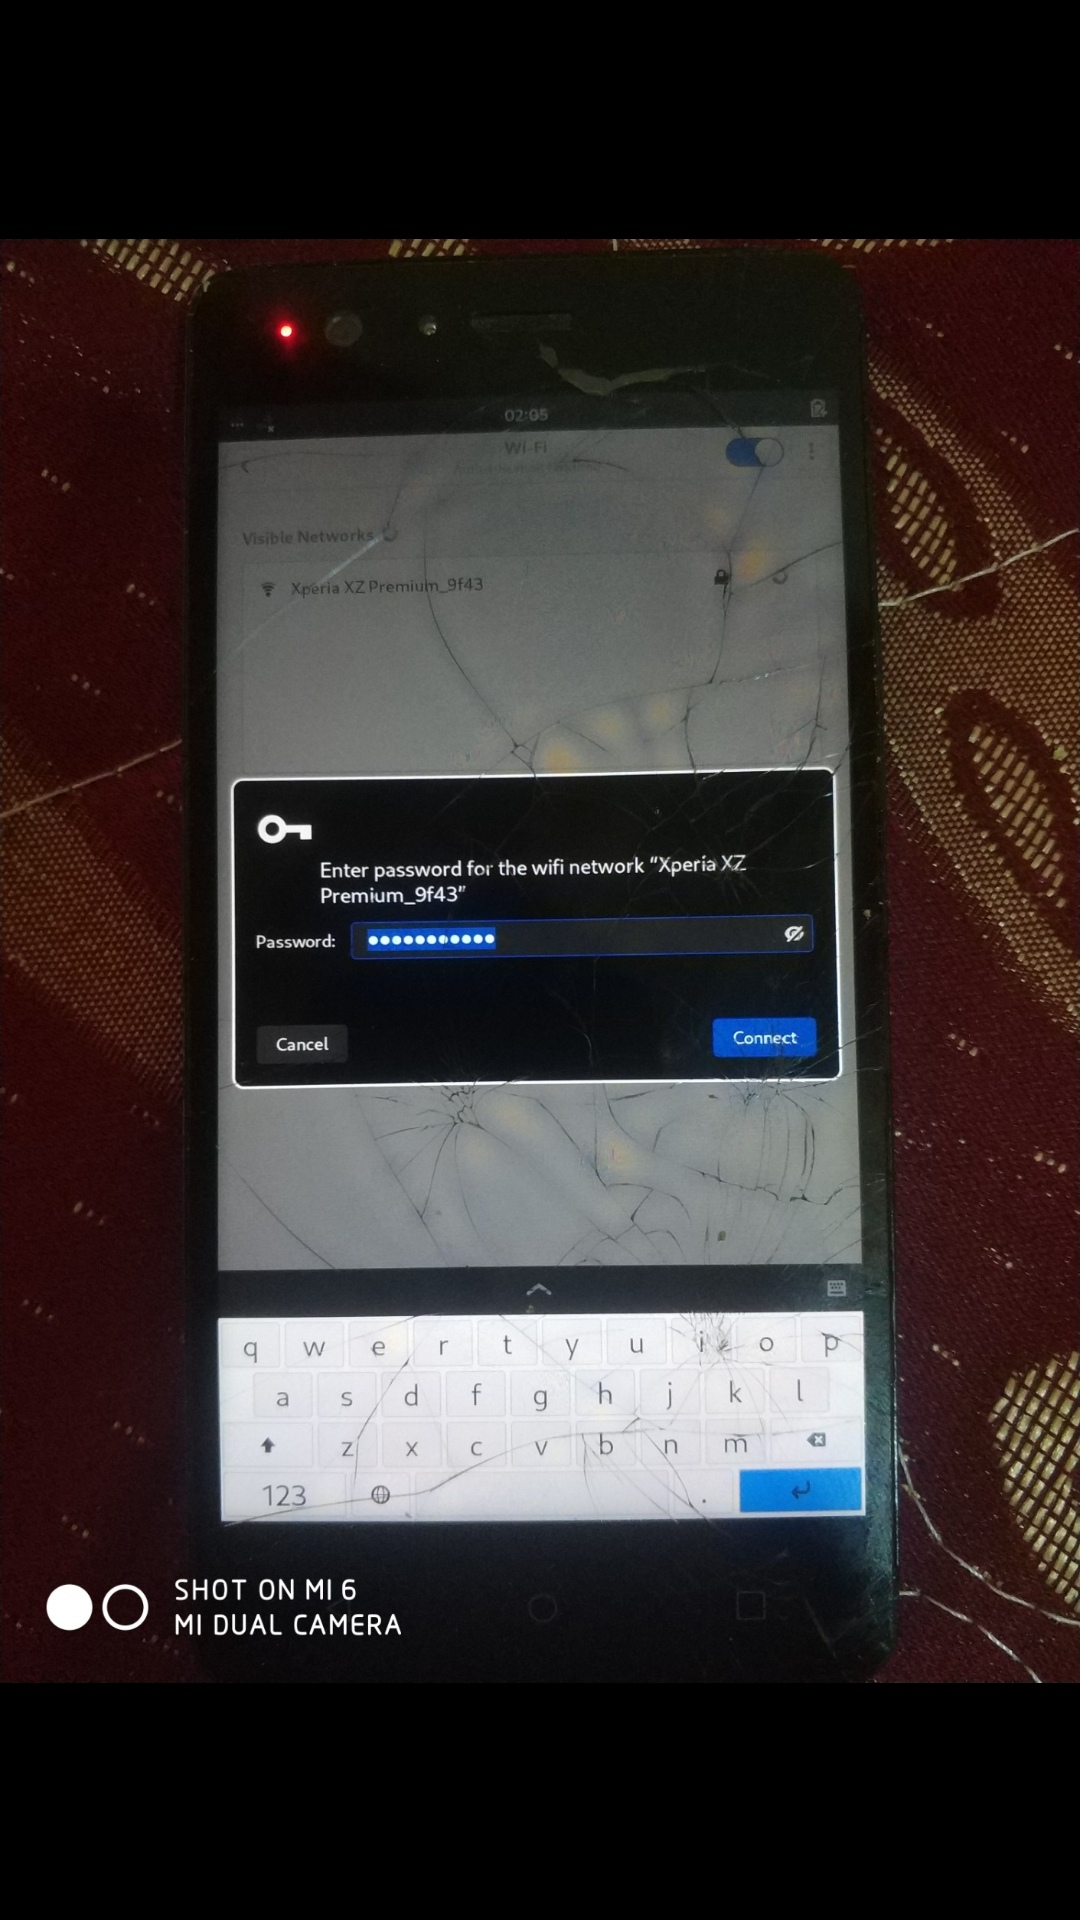 02:05
Wi-Fi
Visible Networks
Xperia XZ Premium_9f43
Enter password for the wifi network “Xperia XZ
Premium_9f43”
Password: ●●●●●●●●●●●
Cancel
Connect
q w e r t y u i o p
a s d f g h j k l
z x c v b n m
123 .
SHOT ON MI 6
MI DUAL CAMERA